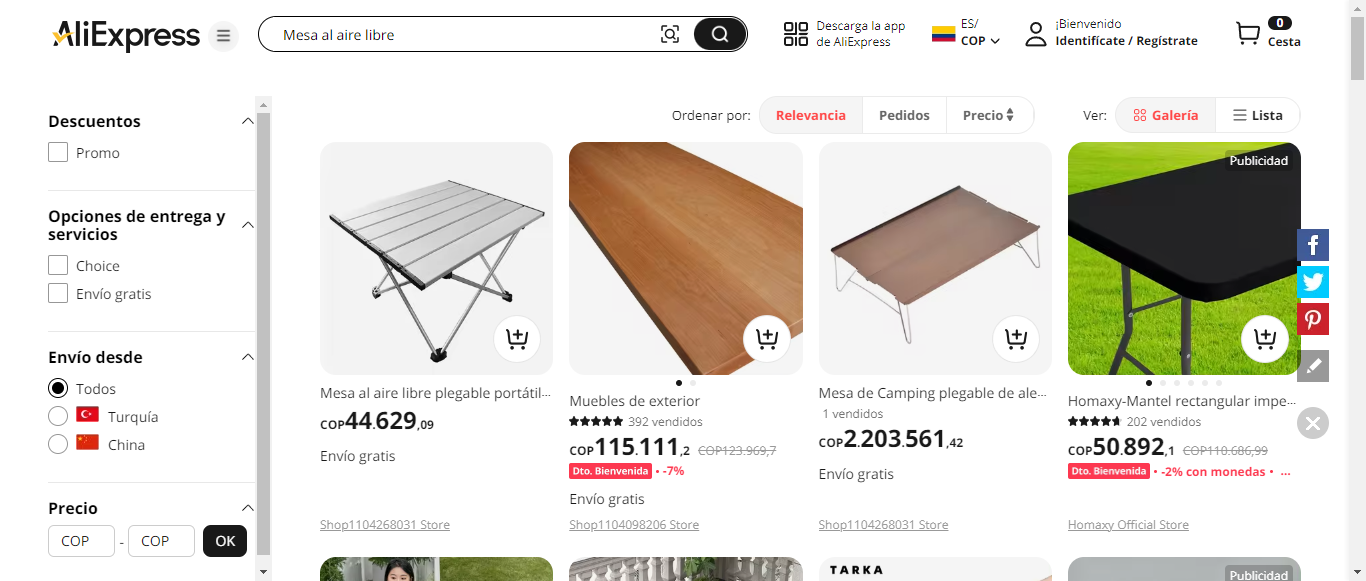 AliExpress
Mesa al aire libre
Descarga la app
de AliExpress
ES/
COP
¡Bienvenido
Identifícate / Regístrate
0
Cesta
Descuentos
Promo
Opciones de entrega y
servicios
Choice
Envío gratis
Envío desde
Todos
Turquía
China
Precio
COP - COP OK
Ordenar por: Relevancia Pedidos Precio
Ver: Galería Lista
Mesa al aire libre plegable portátil...
COP44.629,09
Envío gratis
Shop1104268031 Store
Muebles de exterior
392 vendidos
COP115.111,2 COP123.969,7
Dto. Bienvenida • -7%
Envío gratis
Shop1104098206 Store
Mesa de Camping plegable de ale...
1 vendidos
COP2.203.561,42
Envío gratis
Shop1104268031 Store
Publicidad
Homaxy-Mantel rectangular impe...
202 vendidos
COP50.892,1 COP110.686,99
Dto. Bienvenida • -2% con monedas • ...
Homaxy Official Store
TARKA
Publicidad